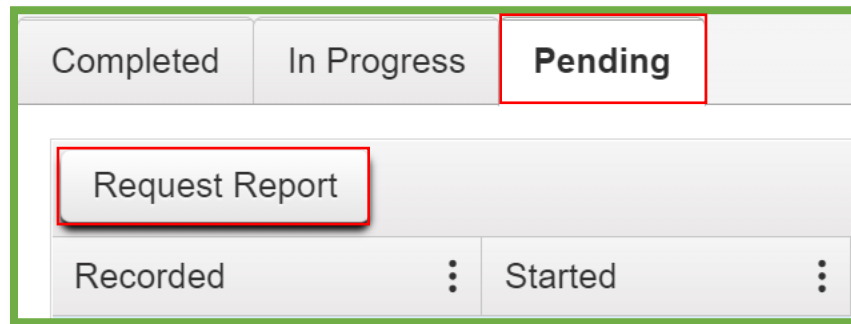 Completed In Progress Pending
Request Report
Recorded Started